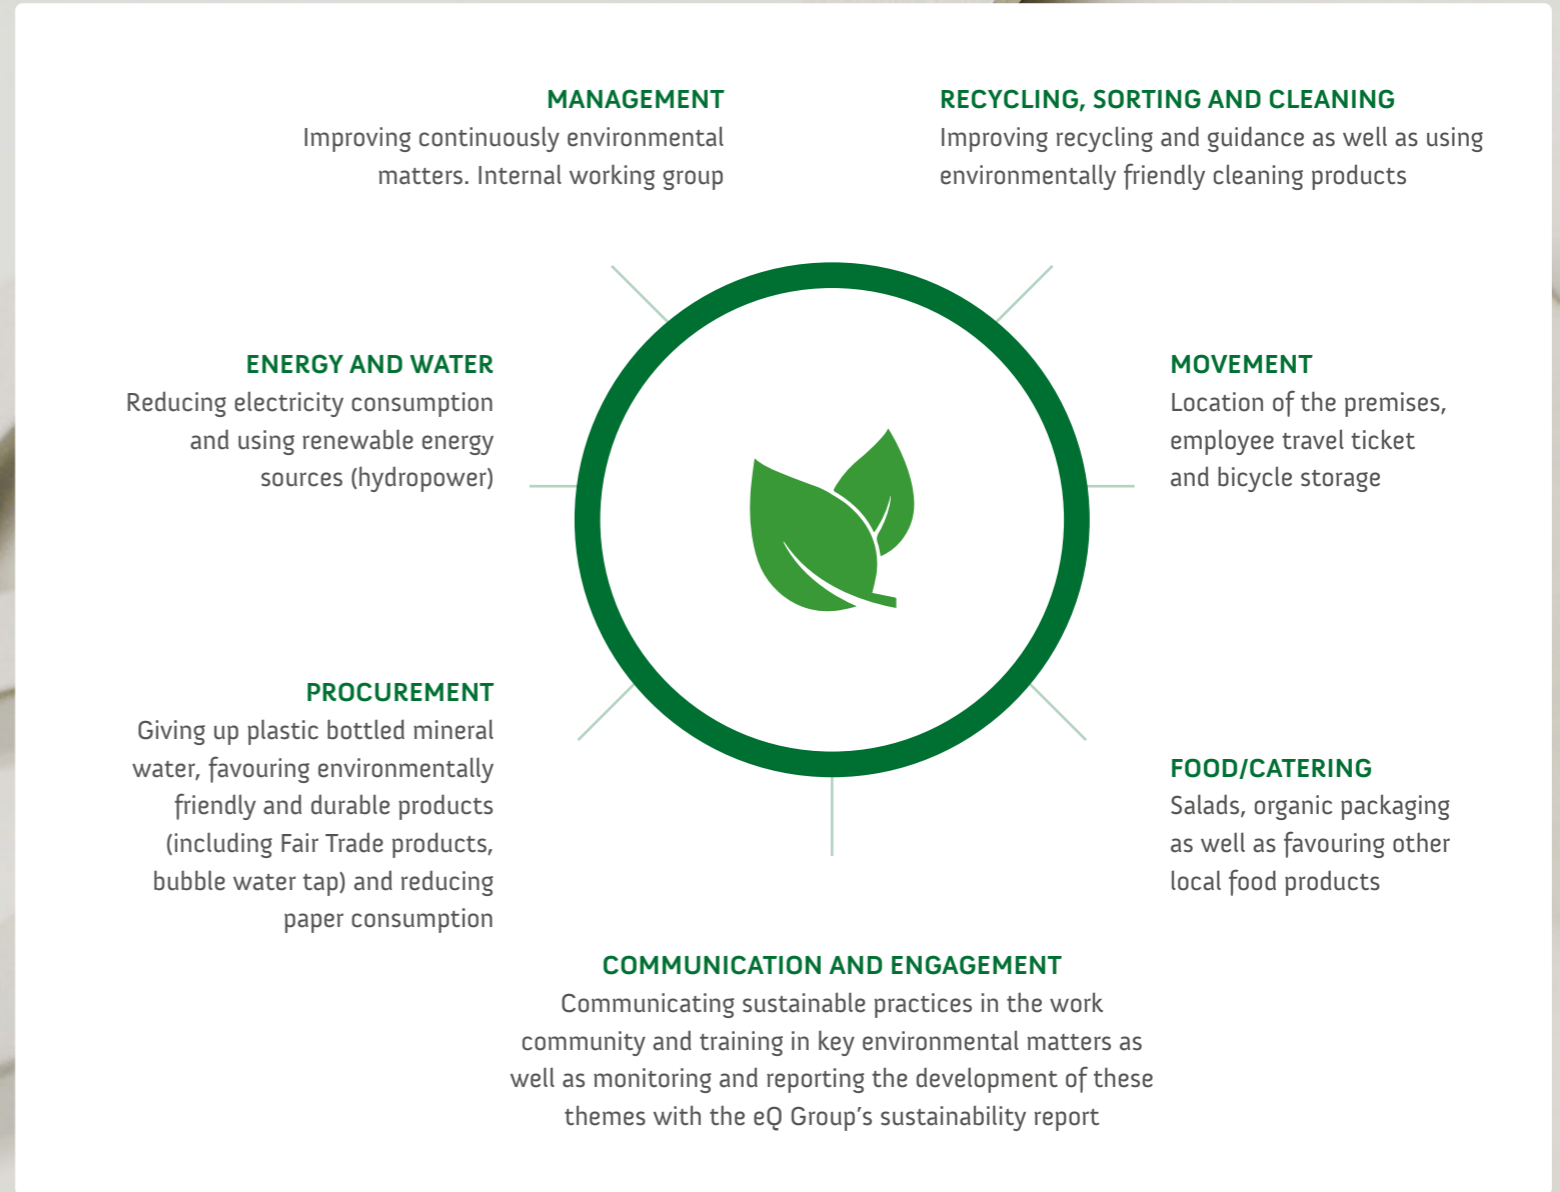 MANAGEMENT
Improving continuously environmental
matters. Internal working group
RECYCLING, SORTING AND CLEANING
Improving recycling and guidance as well as using
environmentally friendly cleaning products
ENERGY AND WATER
Reducing electricity consumption
and using renewable energy
sources (hydropower)
MOVEMENT
Location of the premises,
employee travel ticket
and bicycle storage
PROCUREMENT
Giving up plastic bottled mineral
water, favouring environmentally
friendly and durable products
(including Fair Trade products,
bubble water tap) and reducing
paper consumption
FOOD/CATERING
Salads, organic packaging
as well as favouring other
local food products
COMMUNICATION AND ENGAGEMENT
Communicating sustainable practices in the work
community and training in key environmental matters as
well as monitoring and reporting the development of these
themes with the eQ Group's sustainability report